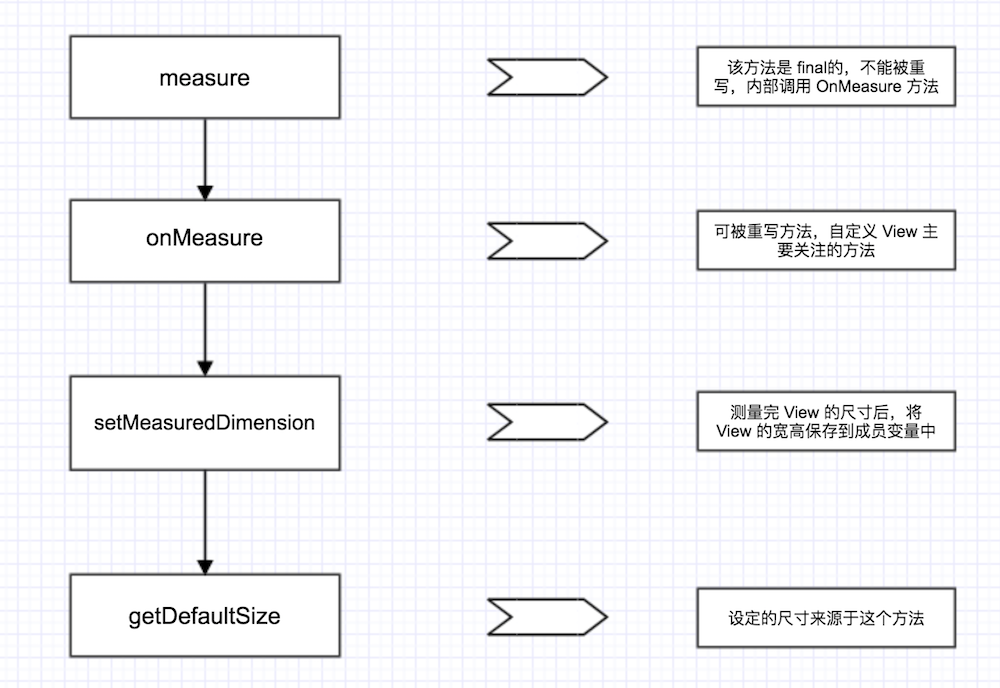 measure
该方法是 final的，不能被重
写，内部调用 OnMeasure 方法
onMeasure
可被重写方法，自定义 View 主
要关注的方法
setMeasuredDimension
测量完 View 的尺寸后，将
View 的宽高保存到成员变量中
getDefaultSize
设定的尺寸来源于这个方法